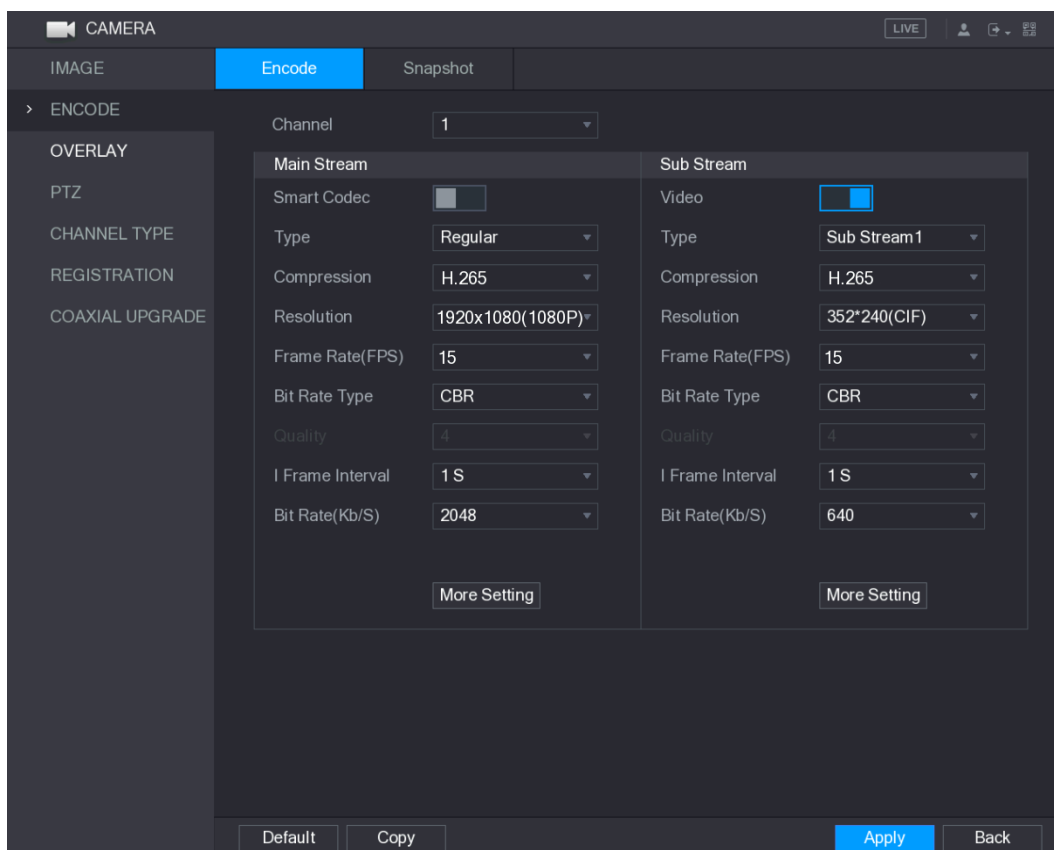 CAMERA
LIVE
IMAGE
Encode
Snapshot
> ENCODE
Channel
1
OVERLAY
Main Stream
Sub Stream
PTZ
Smart Codec
Video
CHANNEL TYPE
Type
Regular
Type
Sub Stream1
REGISTRATION
Compression
H.265
Compression
H.265
COAXIAL UPGRADE
Resolution
1920x1080(1080P)
Resolution
352*240(CIF)
Frame Rate(FPS)
15
Frame Rate(FPS)
15
Bit Rate Type
CBR
Bit Rate Type
CBR
Quality
4
Quality
4
I Frame Interval
1 S
I Frame Interval
1 S
Bit Rate(Kb/S)
2048
Bit Rate(Kb/S)
640
More Setting
More Setting
Default
Copy
Apply
Back